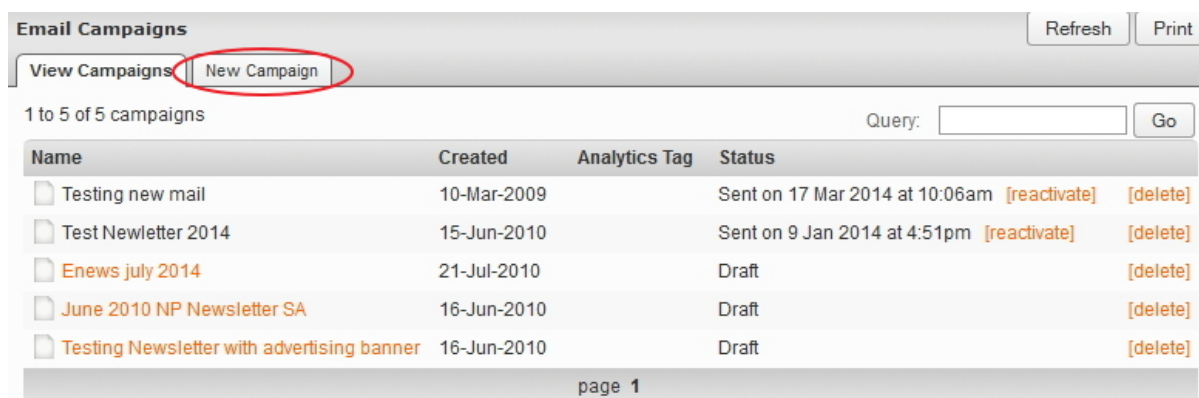 Email Campaigns Refresh Print
View Campaigns New Campaign
1 to 5 of 5 campaigns Query: Go
Name Created Analytics Tag Status
Testing new mail 10-Mar-2009 Sent on 17 Mar 2014 at 10:06am [reactivate] [delete]
Test Newletter 2014 15-Jun-2010 Sent on 9 Jan 2014 at 4:51pm [reactivate] [delete]
Enews july 2014 21-Jul-2010 Draft [delete]
June 2010 NP Newsletter SA 16-Jun-2010 Draft [delete]
Testing Newsletter with advertising banner 16-Jun-2010 Draft [delete]
page 1